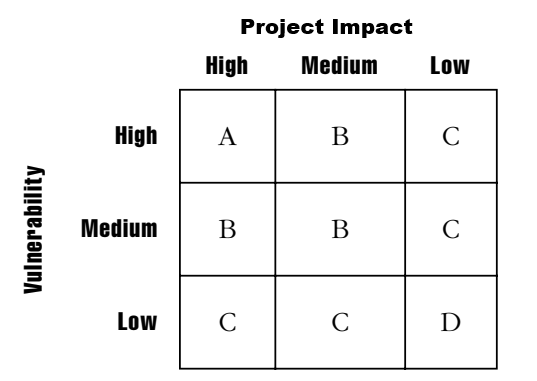 Project Impact
High Medium Low
High A B C
Vulnerability
Medium B B C
Low C C D